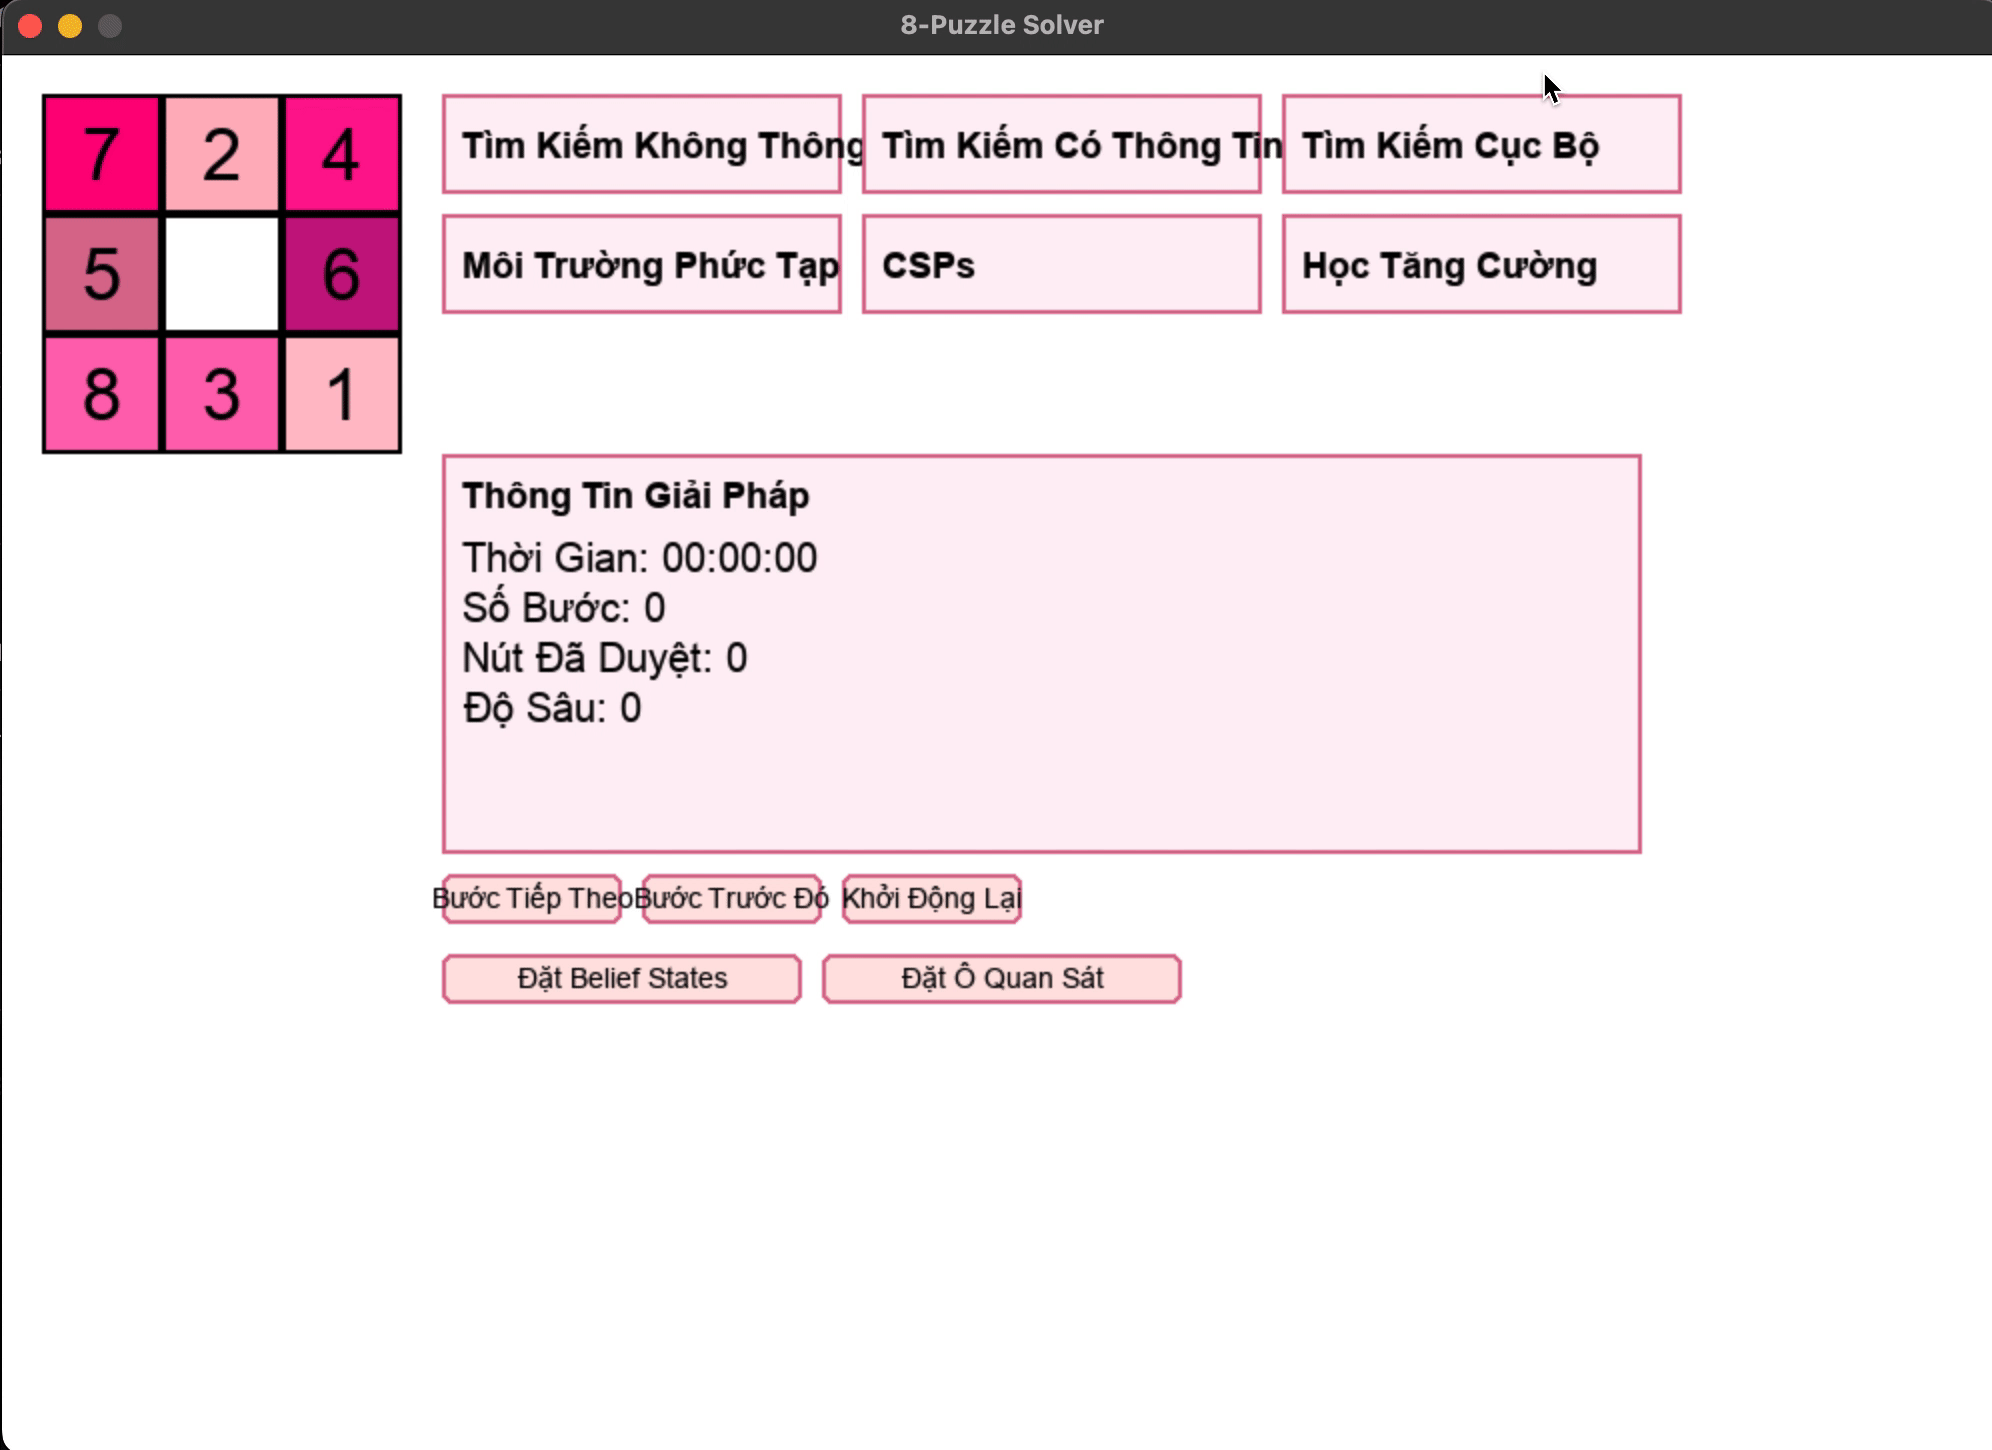 8-Puzzle Solver
7 2 4
5 6
8 3 1
Tìm Kiếm Không Thông
Tìm Kiếm Có Thông Tin
Tìm Kiếm Cục Bộ
Môi Trường Phức Tạp
CSPs
Học Tăng Cường
Thông Tin Giải Pháp
Thời Gian: 00:00:00
Số Bước: 0
Nút Đã Duyệt: 0
Độ Sâu: 0
Bước Tiếp Theo
Bước Trước Đó
Khởi Động Lại
Đặt Belief States
Đặt Ô Quan Sát